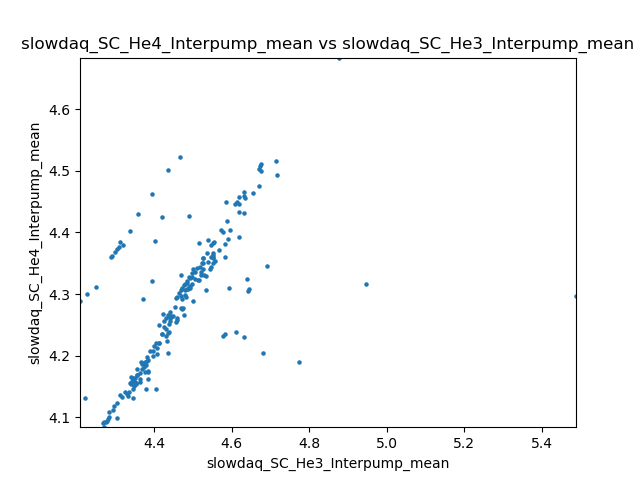 slowdaq_SC_He4_Interpump_mean vs slowdaq_SC_He3_Interpump_mean
slowdaq_SC_He4_Interpump_mean
4.6
4.5
4.4
4.3
4.2
4.1
4.4 4.6 4.8 5.0 5.2 5.4
slowdaq_SC_He3_Interpump_mean